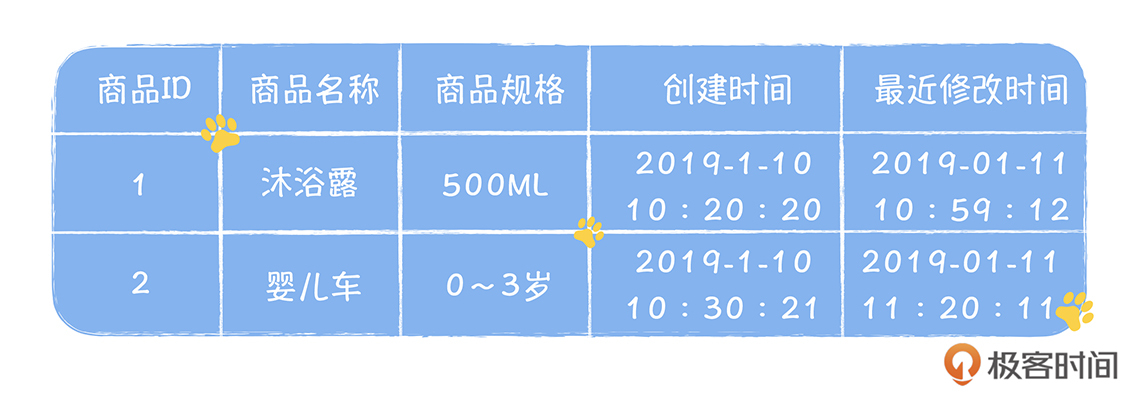 商品ID 商品名称 商品规格 创建时间 最近修改时间
1 沐浴露 500ML 2019-1-10 10：20：20 2019-01-11 10：59：12
2 婴儿车 0～3岁 2019-1-10 10：30：21 2019-01-11 11：20：11
极客时间